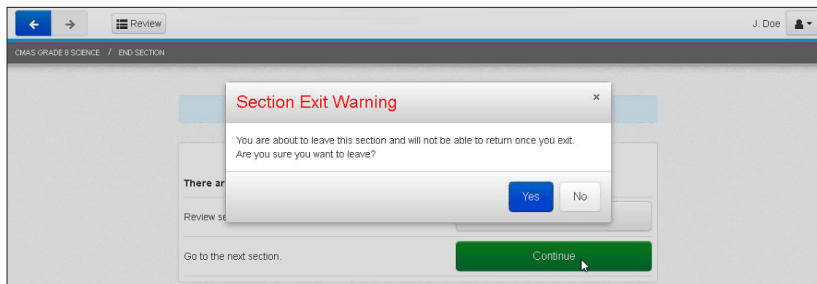 Review
J. Doe
CMAS GRADE 8 SCIENCE / END SECTION
Section Exit Warning
×
You are about to leave this section and will not be able to return once you exit.
Are you sure you want to leave?
Yes
No
There ar
Review se
Go to the next section.
Continue